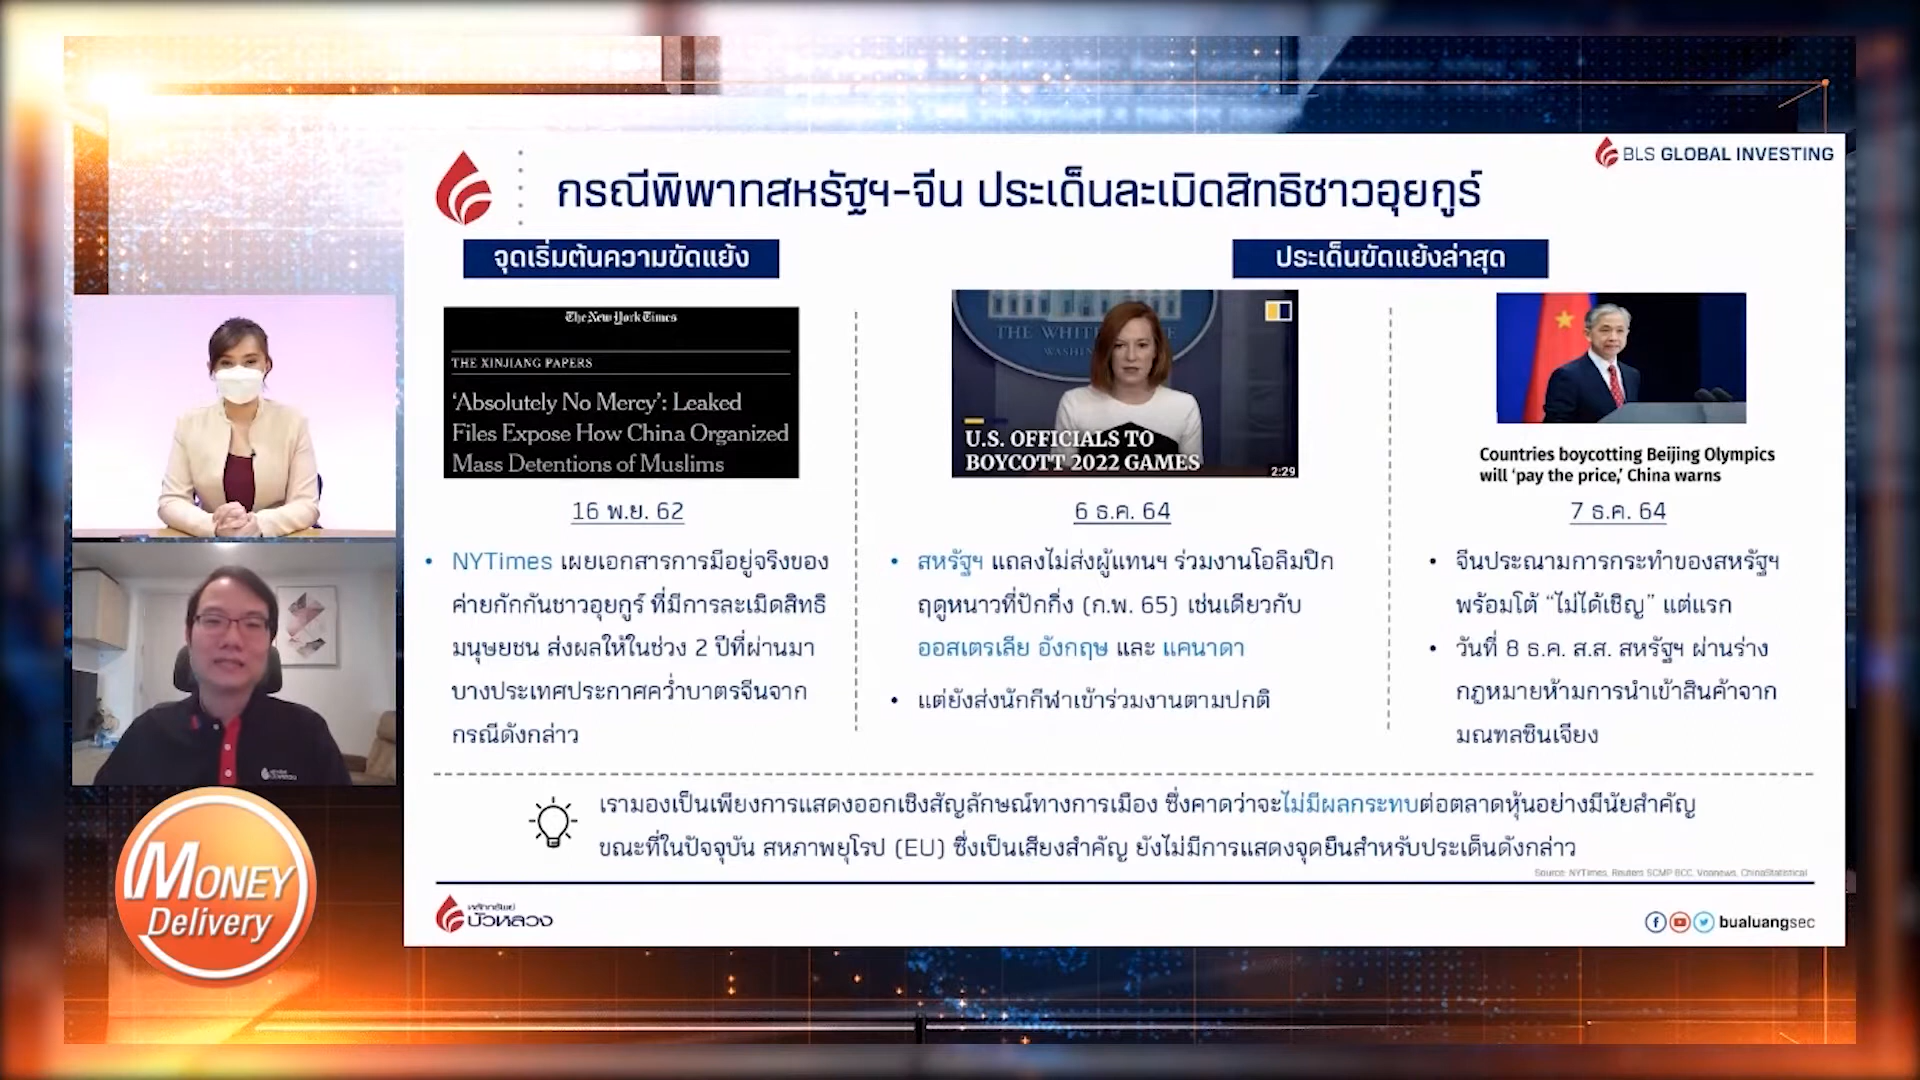 BLS GLOBAL INVESTING
กรณีพิพาทสหรัฐฯ-จีน ประเด็นละเมิดสิทธิชาวอุยกูร์
จุดเริ่มต้นความขัดแย้ง
ประเด็นขัดแย้งล่าสุด
The New York Times
THE XINJIANG PAPERS
‘Absolutely No Mercy’: Leaked
Files Expose How China Organized
Mass Detentions of Muslims
16 พ.ย. 62
• NYTimes เผยเอกสารการมีอยู่จริงของ
ค่ายกักกันชาวอุยกูร์ ที่มีการละเมิดสิทธิ
มนุษยชน ส่งผลให้ในช่วง 2 ปีที่ผ่านมา
บางประเทศประกาศคว่ำบาตรจีนจาก
กรณีดังกล่าว
THE WHITE HOUSE
U.S. OFFICIALS TO
BOYCOTT 2022 GAMES
2:29
6 ธ.ค. 64
• สหรัฐฯ แถลงไม่ส่งผู้แทนฯ ร่วมงานโอลิมปิก
ฤดูหนาวที่ปักกิ่ง (ก.พ. 65) เช่นเดียวกับ
ออสเตรเลีย อังกฤษ และ แคนาดา
• แต่ยังส่งนักกีฬาเข้าร่วมงานตามปกติ
Countries boycotting Beijing Olympics
will ‘pay the price,’ China warns
7 ธ.ค. 64
• จีนประณามการกระทำของสหรัฐฯ
พร้อมโต้ “ไม่ได้เชิญ” แต่แรก
• วันที่ 8 ธ.ค. ส.ส. สหรัฐฯ ผ่านร่าง
กฎหมายห้ามการนำเข้าสินค้าจาก
มณฑลซินเจียง
เรามองเป็นเพียงการแสดงออกเชิงสัญลักษณ์ทางการเมือง ซึ่งคาดว่าจะไม่มีผลกระทบต่อตลาดหุ้นอย่างมีนัยสำคัญ
ขณะที่ในปัจจุบัน สหภาพยุโรป (EU) ซึ่งเป็นเสียงสำคัญ ยังไม่มีการแสดงจุดยืนสำหรับประเด็นดังกล่าว
Source: NYTimes, Reuters SCMP BCC, Voanews, ChinaStatistical
หลักทรัพย์
บัวหลวง
bualuangsec
MONEY
Delivery